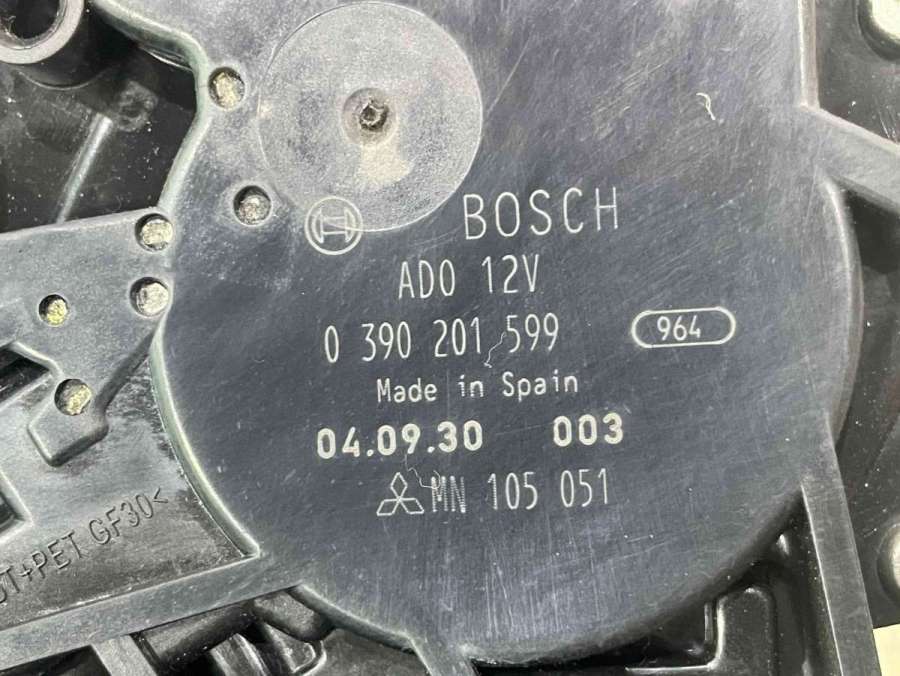 BOSCH
AD0 12V
0 390 201 599 964
Made in Spain
04.09.30 003
MN 105 051
T+PET GF30<